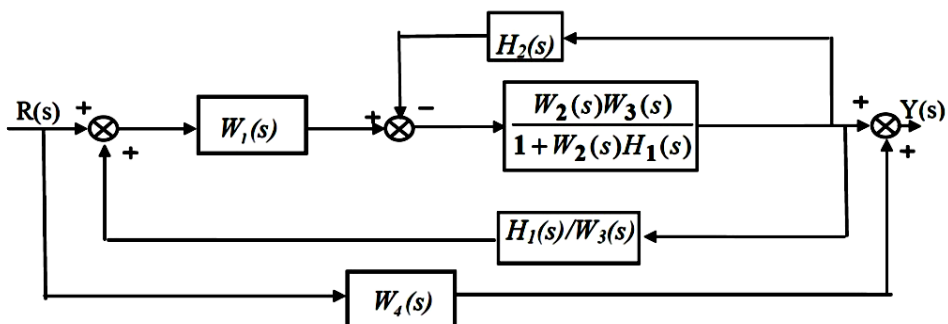 H₂(s)
−
R(s)
+
+
W₁(s)
+
W₂(s)W₃(s)
1+W₂(s)H₁(s)
+
Y(s)
+
H₁(s)/W₃(s)
W₄(s)